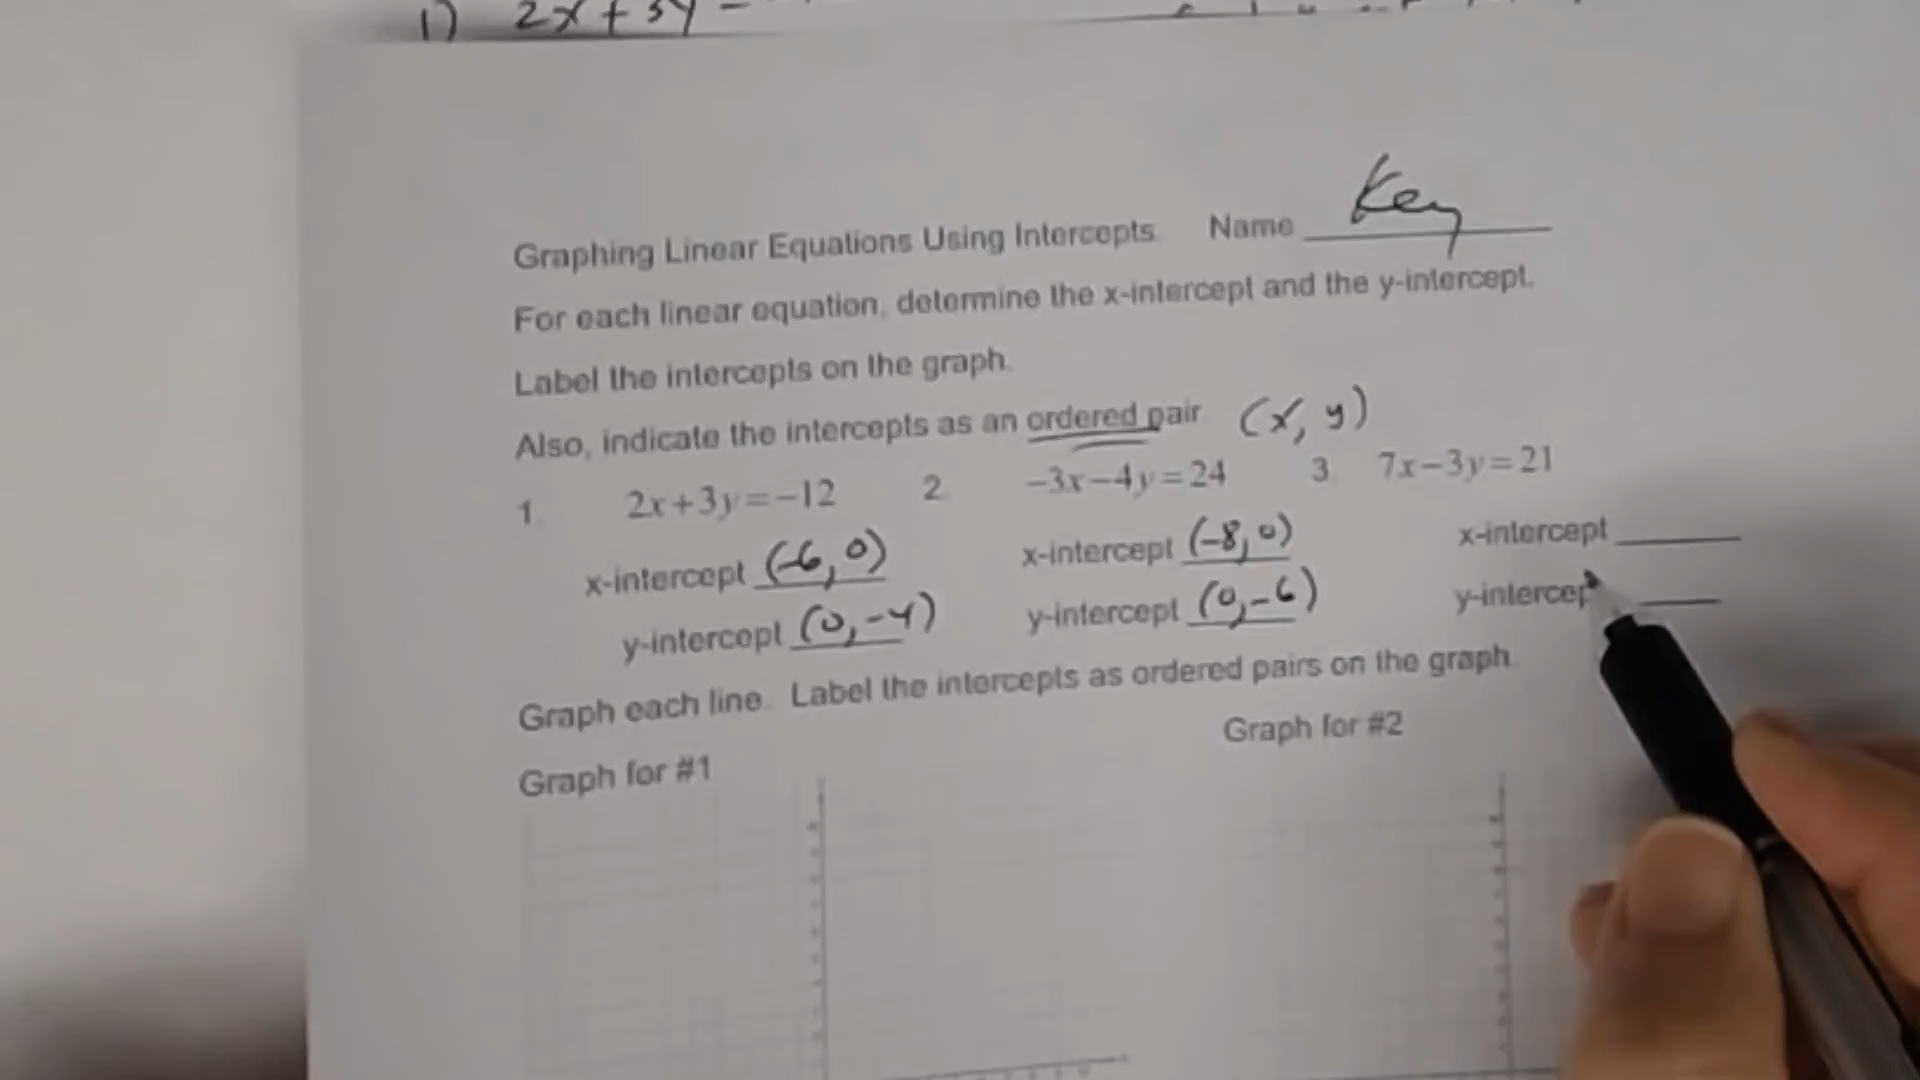 1) 2x + 3y =
Graphing Linear Equations Using Intercepts Name Key
For each linear equation, determine the x-intercept and the y-intercept.
Label the intercepts on the graph.
Also, indicate the intercepts as an ordered pair (x, y)
1. 2x+3y=-12 2. -3x-4y=24 3. 7x-3y=21
x-intercept (-6, 0) x-intercept (-8, 0) x-intercept
y-intercept (0, -4) y-intercept (0, -6) y-intercep
Graph each line. Label the intercepts as ordered pairs on the graph.
Graph for #1 Graph for #2